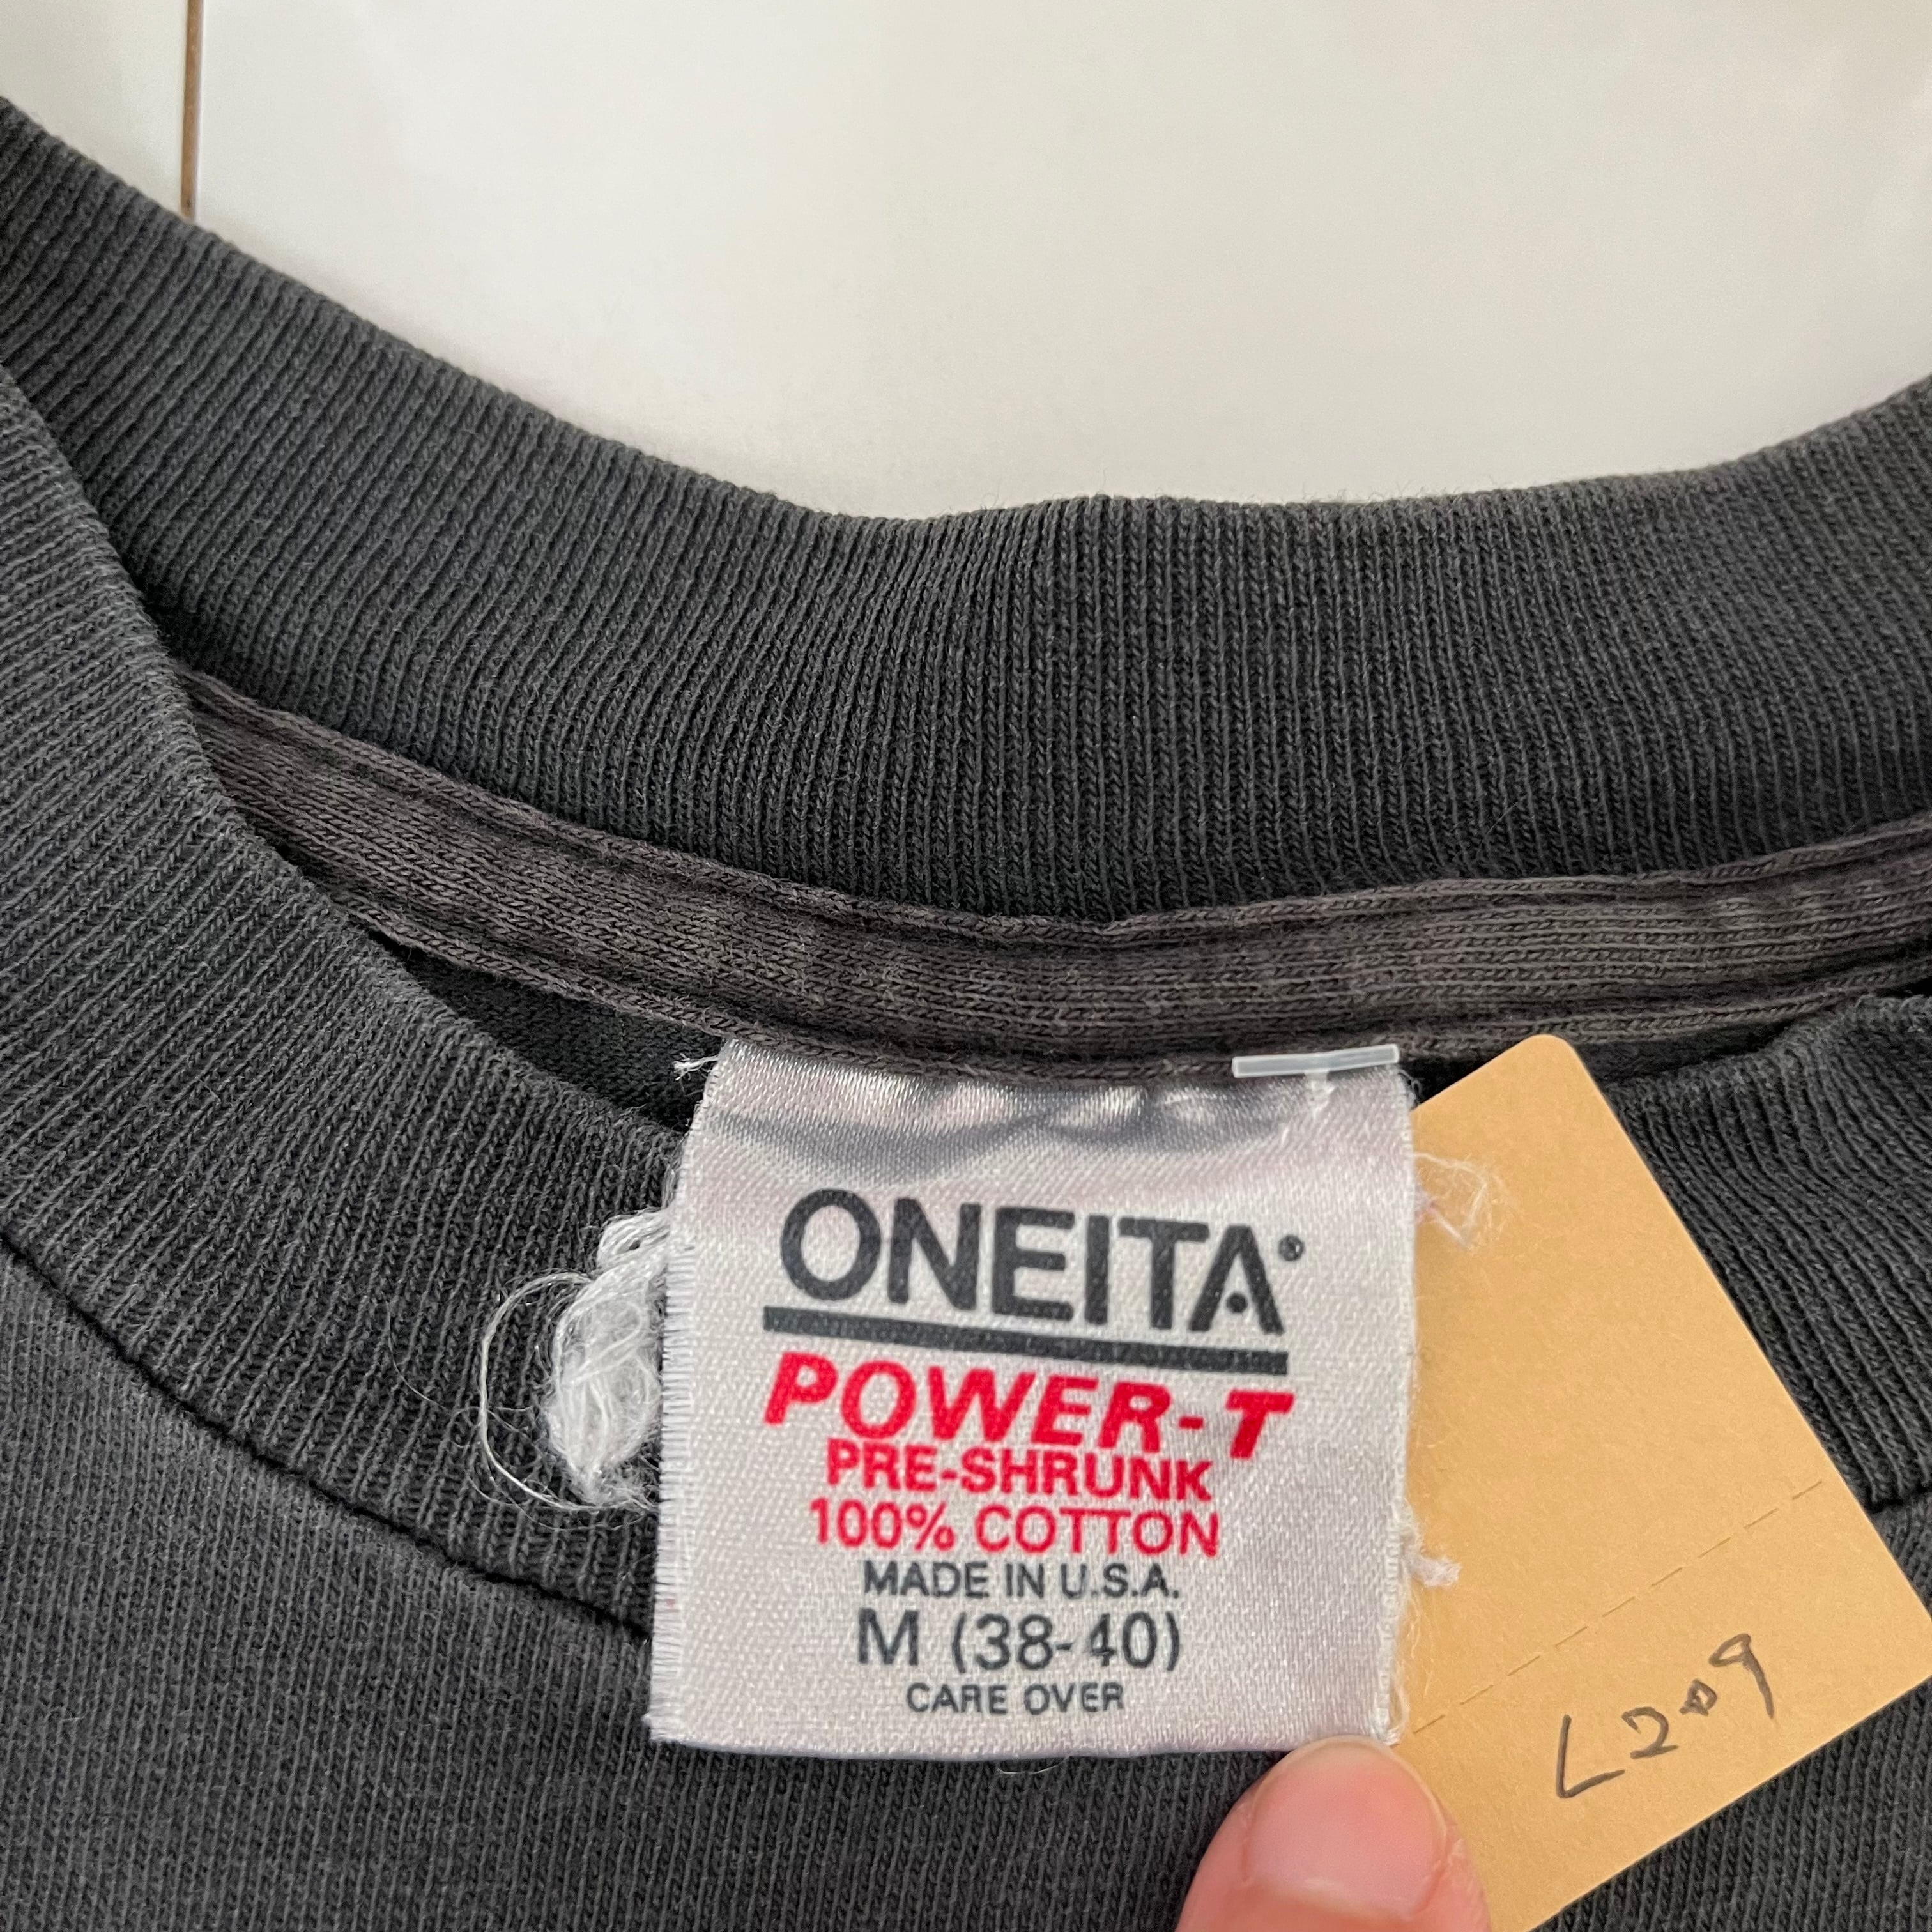 ONEITA®
POWER-T
PRE-SHRUNK
100% COTTON
MADE IN U.S.A.
M (38-40)
CARE OVER
L209